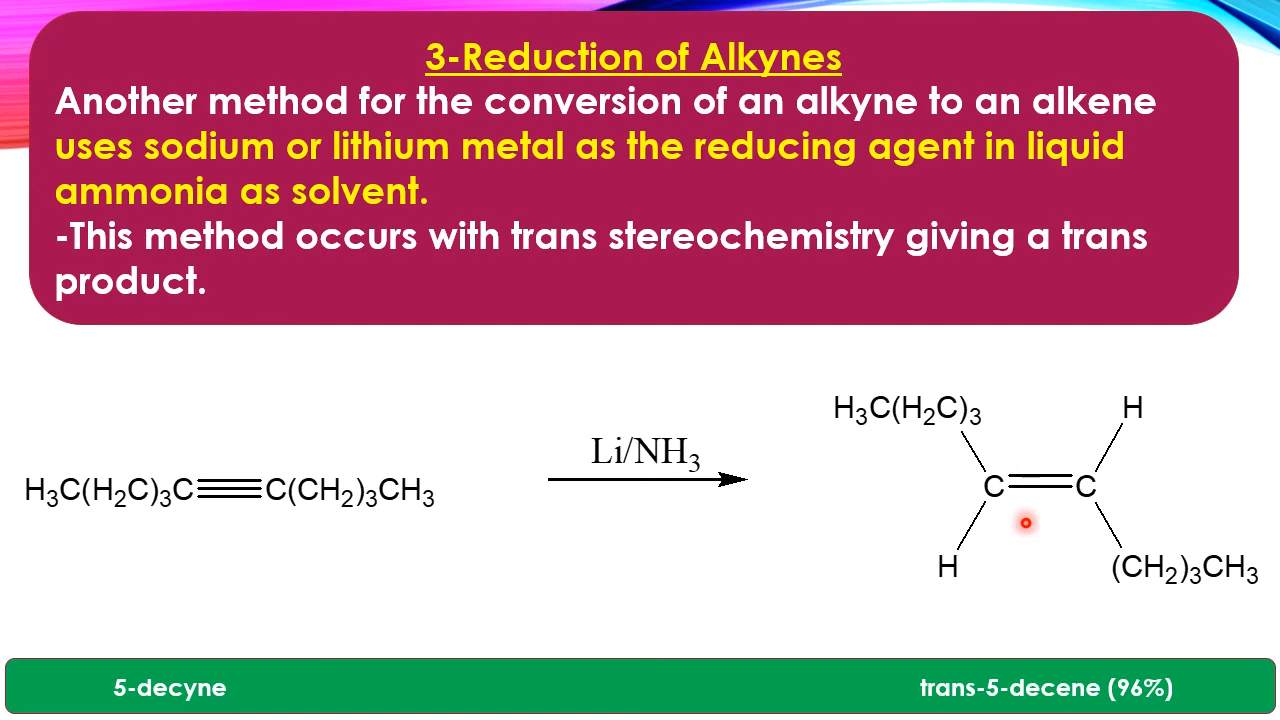 3-Reduction of Alkynes
Another method for the conversion of an alkyne to an alkene
uses sodium or lithium metal as the reducing agent in liquid
ammonia as solvent.
-This method occurs with trans stereochemistry giving a trans
product.
H₃C(H₂C)₃C≡C(CH₂)₃CH₃
Li/NH₃
H₃C(H₂C)₃ H
C=C
H (CH₂)₃CH₃
5-decyne trans-5-decene (96%)